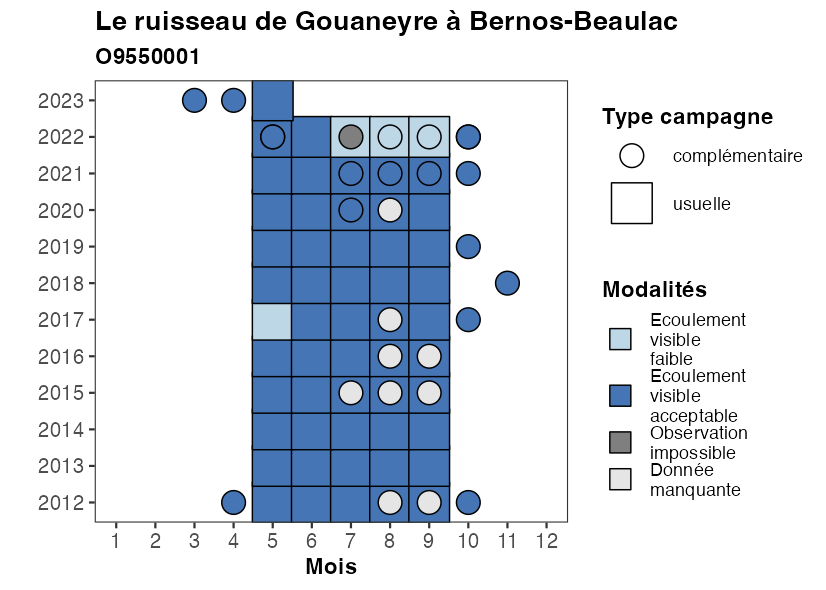 Le ruisseau de Gouaneyre à Bernos-Beaulac
O9550001
2023
2022
2021
2020
2019
2018
2017
2016
2015
2014
2013
2012
1 2 3 4 5 6 7 8 9 10 11 12
Mois
Type campagne
complémentaire
usuelle
Modalités
Ecoulement
visible
faible
Ecoulement
visible
acceptable
Observation
impossible
Donnée
manquante